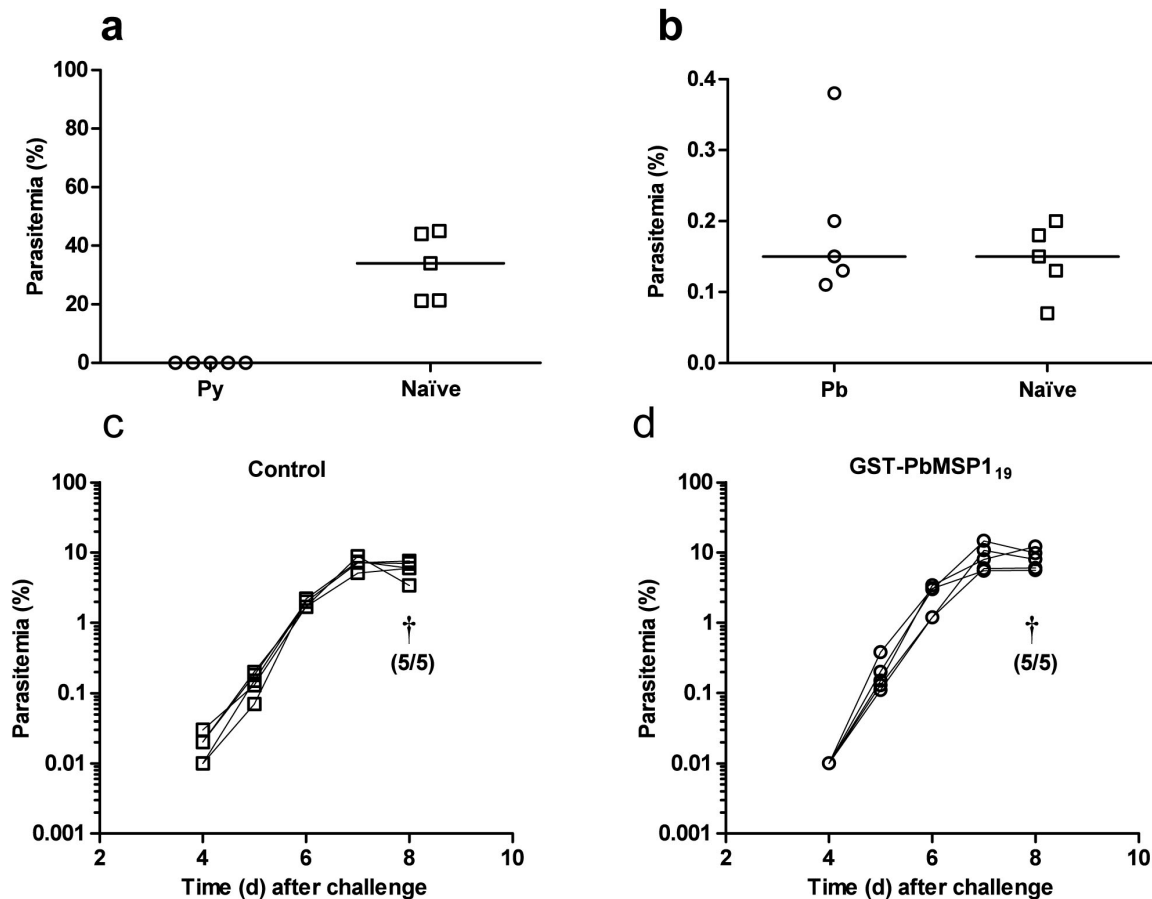 a
100
80
60
40
20
0
Parasitemia (%)
Py Naïve
b
0.4
0.3
0.2
0.1
0.0
Parasitemia (%)
Pb Naïve
c
Control
100
10
1
0.1
0.01
0.001
Parasitemia (%)
†
(5/5)
2 4 6 8 10
Time (d) after challenge
d
GST-PbMSP1₁₉
100
10
1
0.1
0.01
0.001
Parasitemia (%)
†
(5/5)
2 4 6 8 10
Time (d) after challenge